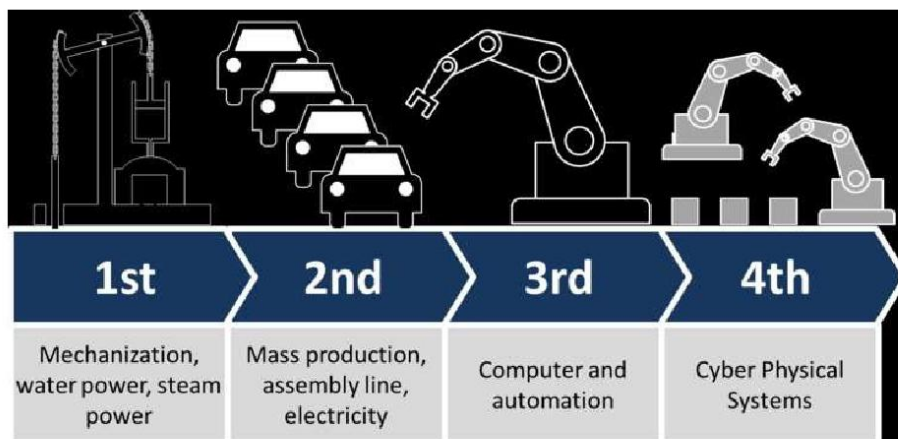 1st
2nd
3rd
4th
Mechanization,
water power, steam
power
Mass production,
assembly line,
electricity
Computer and
automation
Cyber Physical
Systems